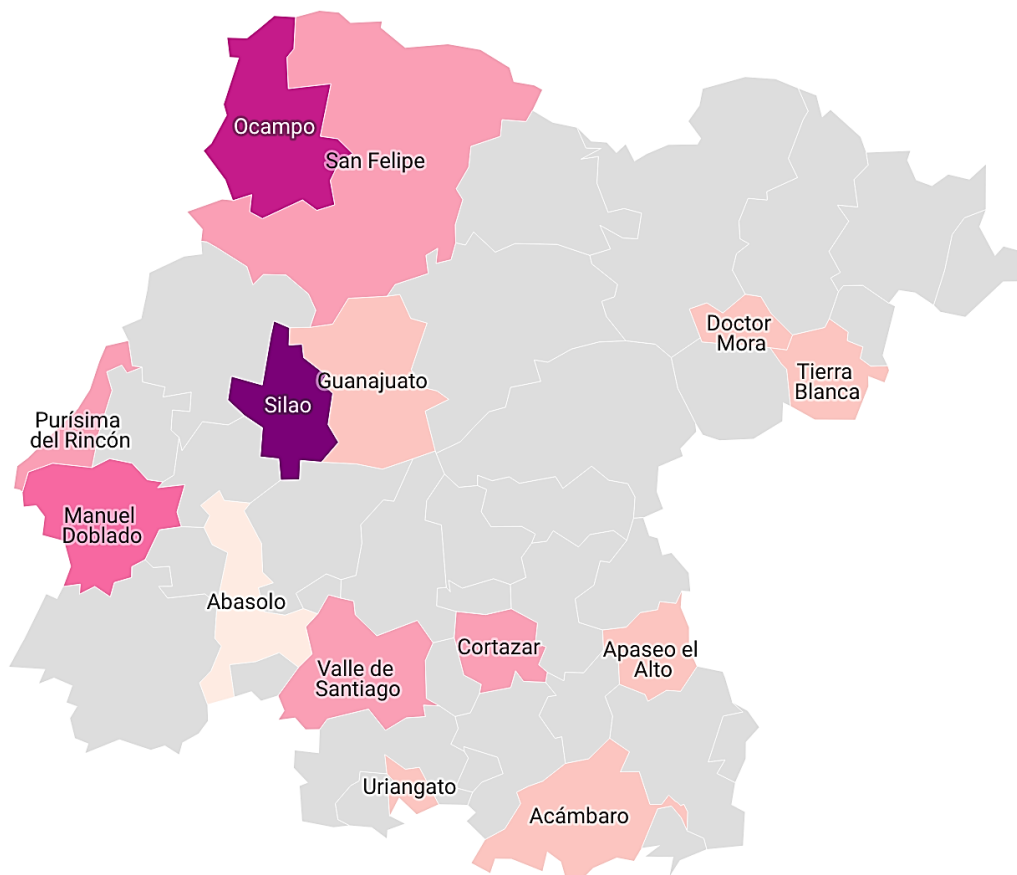 Ocampo
San Felipe
Doctor
Mora
Tierra
Blanca
Guanajuato
Silao
Purísima
del Rincón
Manuel
Doblado
Abasolo
Cortazar
Apaseo el
Alto
Valle de
Santiago
Uriangato
Acámbaro